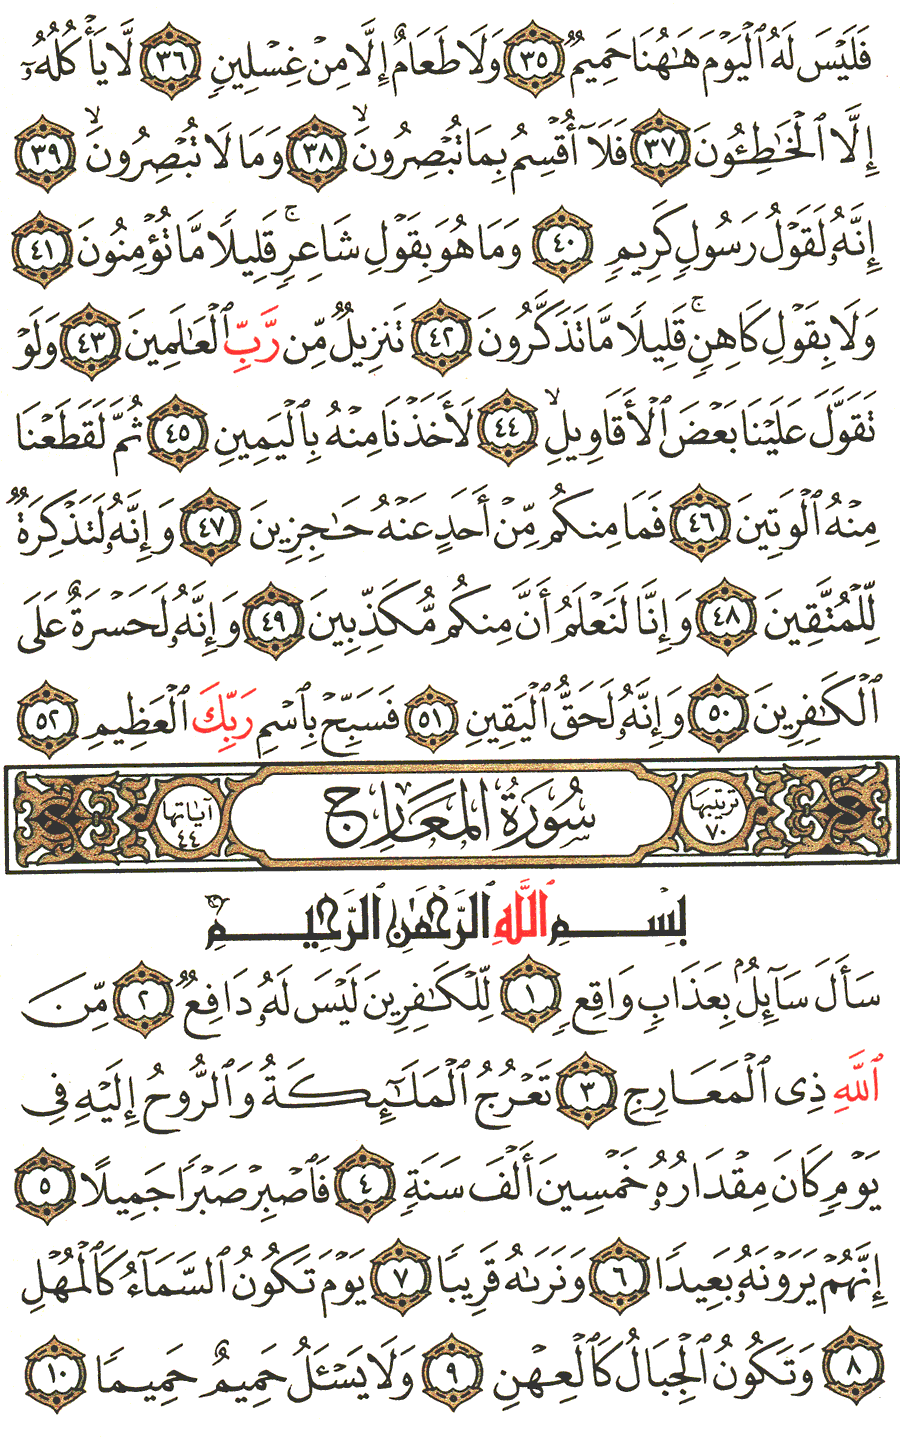 فَلَيْسَ لَهُ ٱلْيَوْمَ هَٰهُنَا حَمِيمٌ ٣٥ وَلَا طَعَامٌ إِلَّا مِنْ غِسْلِينٍ ٣٦ لَّا يَأْكُلُهُۥٓ
إِلَّا ٱلْخَٰطِـُٔونَ ٣٧ فَلَآ أُقْسِمُ بِمَا تُبْصِرُونَ ۙ ٣٨ وَمَا لَا تُبْصِرُونَ ۙ ٣٩
إِنَّهُۥ لَقَوْلُ رَسُولٍ كَرِيمٍ ٤٠ وَمَا هُوَ بِقَوْلِ شَاعِرٍ ۚ قَلِيلًا مَّا تُؤْمِنُونَ ٤١
وَلَا بِقَوْلِ كَاهِنٍ ۚ قَلِيلًا مَّا تَذَكَّرُونَ ٤٢ تَنزِيلٌ مِّن رَّبِّ ٱلْعَٰلَمِينَ ٤٣ وَلَوْ
تَقَوَّلَ عَلَيْنَا بَعْضَ ٱلْأَقَاوِيلِ ۙ ٤٤ لَأَخَذْنَا مِنْهُ بِٱلْيَمِينِ ٤٥ ثُمَّ لَقَطَعْنَا
مِنْهُ ٱلْوَتِينَ ٤٦ فَمَا مِنكُم مِّنْ أَحَدٍ عَنْهُ حَٰجِزِينَ ٤٧ وَإِنَّهُۥ لَتَذْكِرَةٌ
لِّلْمُتَّقِينَ ٤٨ وَإِنَّا لَنَعْلَمُ أَنَّ مِنكُم مُّكَذِّبِينَ ٤٩ وَإِنَّهُۥ لَحَسْرَةٌ عَلَى
ٱلْكَٰفِرِينَ ٥٠ وَإِنَّهُۥ لَحَقُّ ٱلْيَقِينِ ٥١ فَسَبِّحْ بِٱسْمِ رَبِّكَ ٱلْعَظِيمِ ٥٢
ترتيبها ٧٠ سُورَةُ المَعَارِج آياتها ٤٤
بِسْمِ ٱللَّهِ ٱلرَّحْمَٰنِ ٱلرَّحِيمِ
سَأَلَ سَآئِلٌۢ بِعَذَابٍ وَاقِعٍ ١ لِّلْكَٰفِرِينَ لَيْسَ لَهُۥ دَافِعٌ ٢ مِّنَ
ٱللَّهِ ذِى ٱلْمَعَارِجِ ٣ تَعْرُجُ ٱلْمَلَٰٓئِكَةُ وَٱلرُّوحُ إِلَيْهِ فِى
يَوْمٍ كَانَ مِقْدَارُهُۥ خَمْسِينَ أَلْفَ سَنَةٍ ٤ فَٱصْبِرْ صَبْرًا جَمِيلًا ٥
إِنَّهُمْ يَرَوْنَهُۥ بَعِيدًا ٦ وَنَرَىٰهُ قَرِيبًا ٧ يَوْمَ تَكُونُ ٱلسَّمَآءُ كَٱلْمُهْلِ
٨ وَتَكُونُ ٱلْجِبَالُ كَٱلْعِهْنِ ٩ وَلَا يَسْـَٔلُ حَمِيمٌ حَمِيمًا ١٠